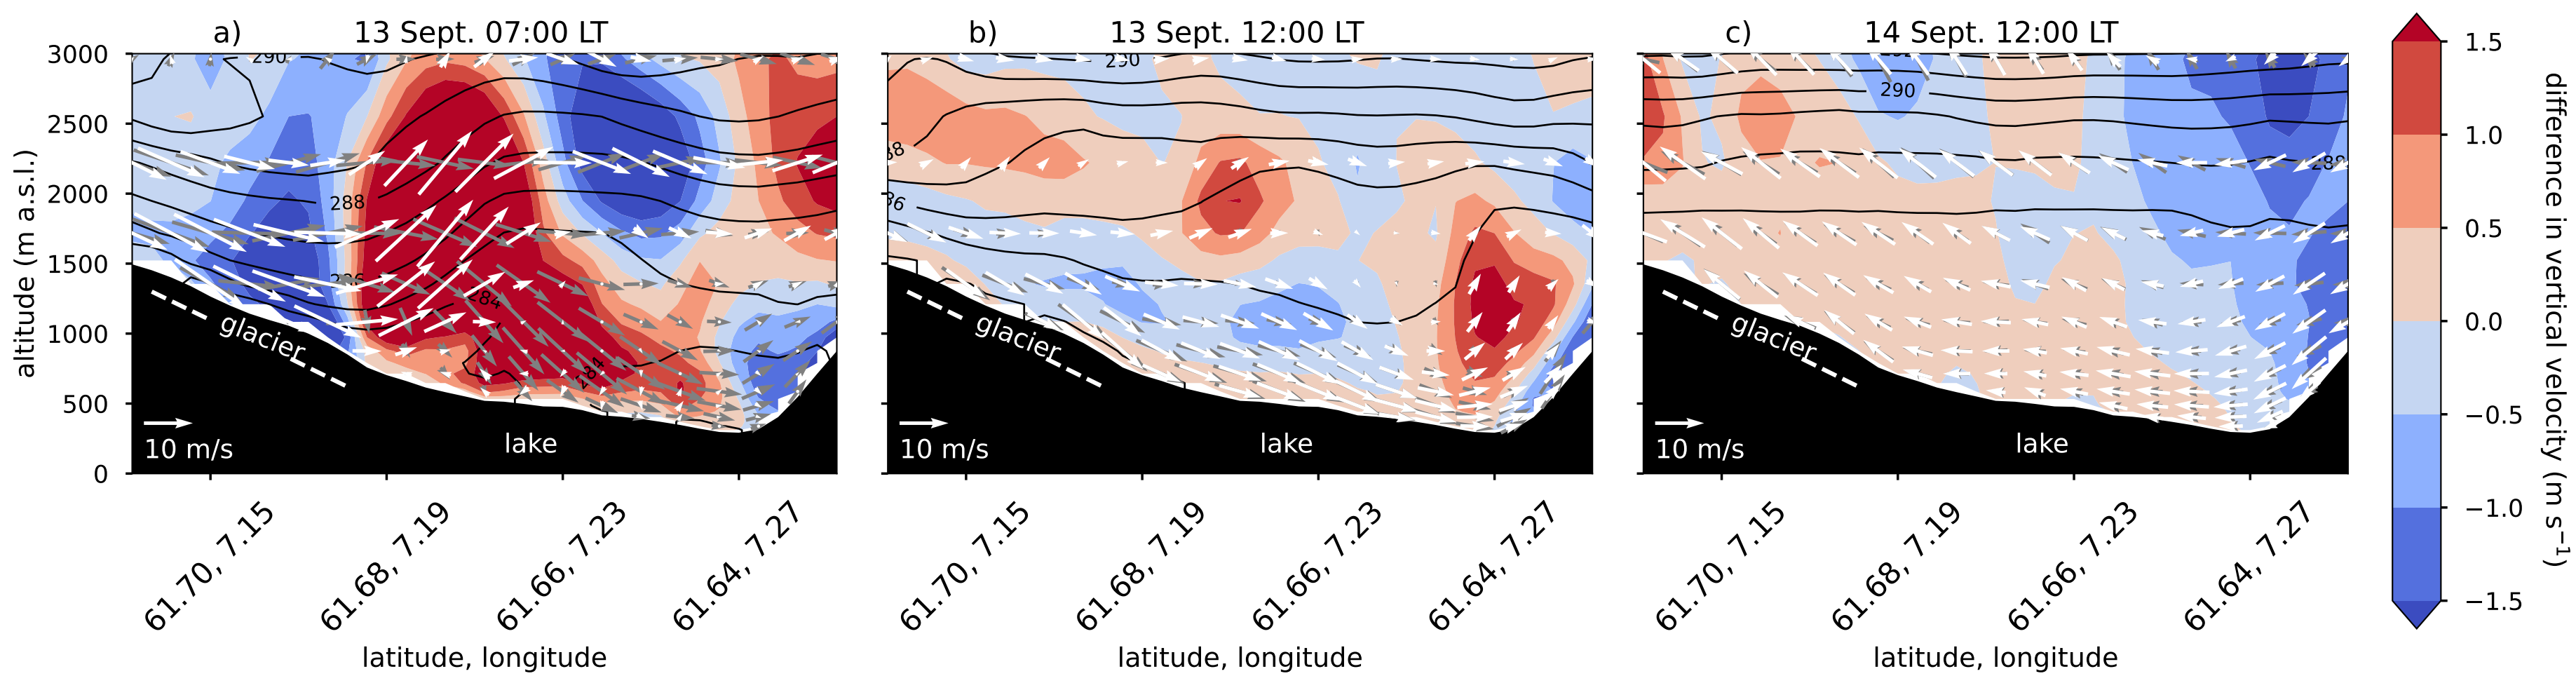 a) 13 Sept. 07:00 LT
b) 13 Sept. 12:00 LT
c) 14 Sept. 12:00 LT
altitude (m a.s.l.)
3000
2500
2000
1500
1000
500
0
290
288
286
284
284
glacier
lake
10 m/s
61.70, 7.15
61.68, 7.19
61.66, 7.23
61.64, 7.27
latitude, longitude
290
88
86
glacier
lake
10 m/s
61.70, 7.15
61.68, 7.19
61.66, 7.23
61.64, 7.27
latitude, longitude
290
288
glacier
lake
10 m/s
61.70, 7.15
61.68, 7.19
61.66, 7.23
61.64, 7.27
latitude, longitude
1.5
1.0
0.5
0.0
−0.5
−1.0
−1.5
difference in vertical velocity (m s⁻¹)